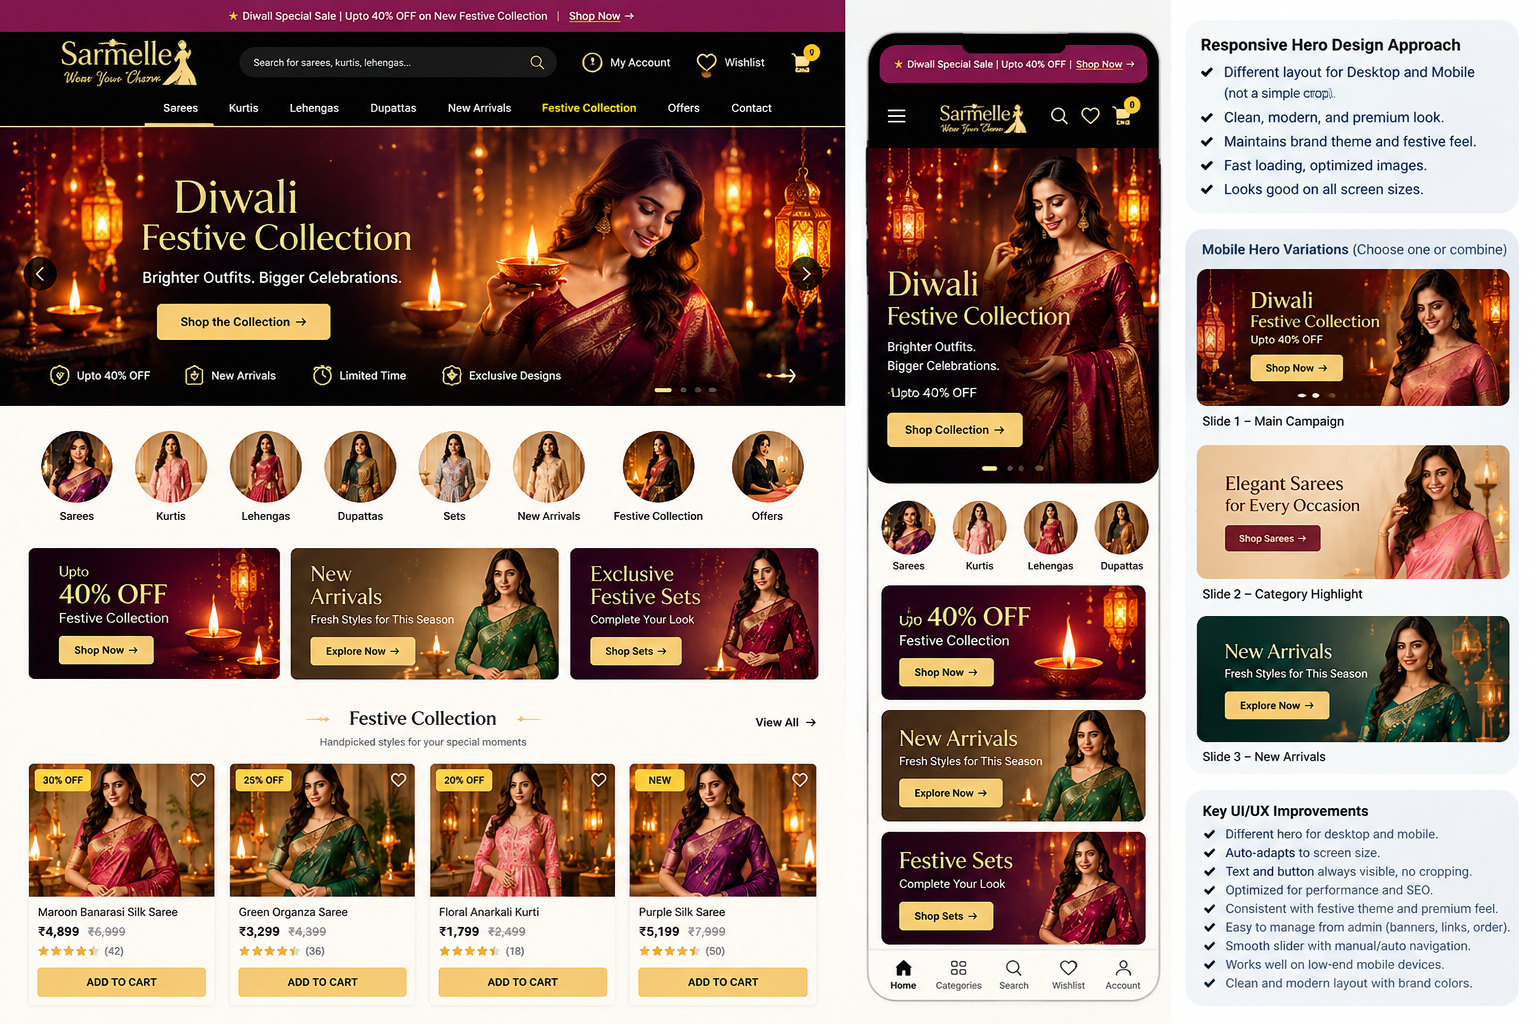 ★ Diwall Special Sale | Upto 40% OFF on New Festive Collection | Shop Now →
Sarmelle
Wear Your Charm
Search for sarees, kurtis, lehengas...
My Account
Wishlist
0
Sarees
Kurtis
Lehengas
Dupattas
New Arrivals
Festive Collection
Offers
Contact
Diwali
Festive Collection
Brighter Outfits. Bigger Celebrations.
Shop the Collection →
Upto 40% OFF
New Arrivals
Limited Time
Exclusive Designs
Sarees
Kurtis
Lehengas
Dupattas
Sets
New Arrivals
Festive Collection
Offers
Upto
40% OFF
Festive Collection
Shop Now →
New
Arrivals
Fresh Styles for This Season
Explore Now →
Exclusive
Festive Sets
Complete Your Look
Shop Sets →
Festive Collection
Handpicked styles for your special moments
View All →
30% OFF
Maroon Banarasi Silk Saree
₹4,899 ₹6,999
(42)
ADD TO CART
25% OFF
Green Organza Saree
₹3,299 ₹4,399
(36)
ADD TO CART
20% OFF
Floral Anarkali Kurti
₹1,799 ₹2,499
(18)
ADD TO CART
NEW
Purple Silk Saree
₹5,199 ₹7,999
(50)
ADD TO CART
★ Diwall Special Sale | Upto 40% OFF | Shop Now →
Sarmelle
Wear Your Charm
0
Diwali
Festive Collection
Brighter Outfits.
Bigger Celebrations.
Upto 40% OFF
Shop Collection →
Sarees
Kurtis
Lehengas
Dupattas
40% OFF
Festive Collection
Shop Now →
New Arrivals
Fresh Styles for This Season
Explore Now →
Festive Sets
Complete Your Look
Shop Sets →
Home
Categories
Search
Wishlist
Account
Responsive Hero Design Approach
✔ Different layout for Desktop and Mobile
(not a simple crop).
✔ Clean, modern, and premium look.
✔ Maintains brand theme and festive feel.
✔ Fast loading, optimized images.
✔ Looks good on all screen sizes.
Mobile Hero Variations (Choose one or combine)
Diwali
Festive Collection
Upto 40% OFF
Shop Now →
Slide 1 – Main Campaign
Elegant Sarees
for Every Occasion
Shop Sarees →
Slide 2 – Category Highlight
New Arrivals
Fresh Styles for This Season
Explore Now →
Slide 3 – New Arrivals
Key UI/UX Improvements
✔ Different hero for desktop and mobile.
✔ Auto-adapts to screen size.
✔ Text and button always visible, no cropping.
✔ Optimized for performance and SEO.
✔ Consistent with festive theme and premium feel.
✔ Easy to manage from admin (banners, links, order).
✔ Smooth slider with manual/auto navigation.
✔ Works well on low-end mobile devices.
✔ Clean and modern layout with brand colors.